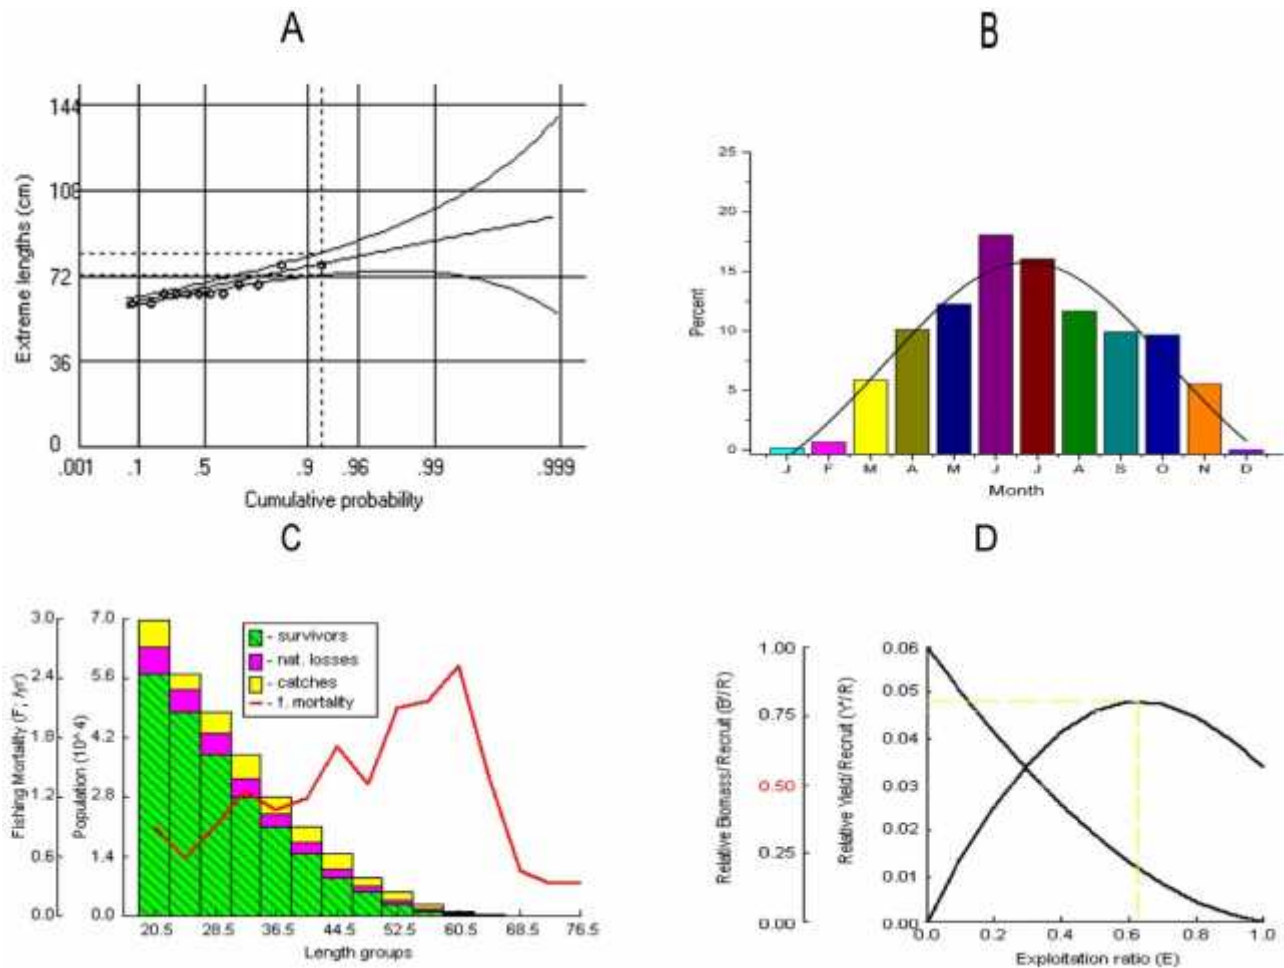 A
144
108
72
36
0
Extreme lengths (cm)
.001 .1 .5 .9 .96 .99 .999
Cumulative probability
B
25
20
15
10
5
0
Percent
J F M A M J J A S O N D
Month
C
3.0
2.4
1.8
1.2
0.6
0.0
Fishing Mortality (F; /yr)
7.0
5.6
4.2
2.8
1.4
0.0
Population (10^ 4)
- survivors
- nat. losses
- catches
- f. mortality
20.5 28.5 36.5 44.5 52.5 60.5 68.5 76.5
Length groups
D
1.00
0.75
0.50
0.25
0.00
Relative Biomass/ Recruit (B'/R)
0.06
0.05
0.04
0.03
0.02
0.01
0.00
Relative Yield/ Recruit (Y'/R)
0.0 0.2 0.4 0.6 0.8 1.0
Exploitation ratio (E)